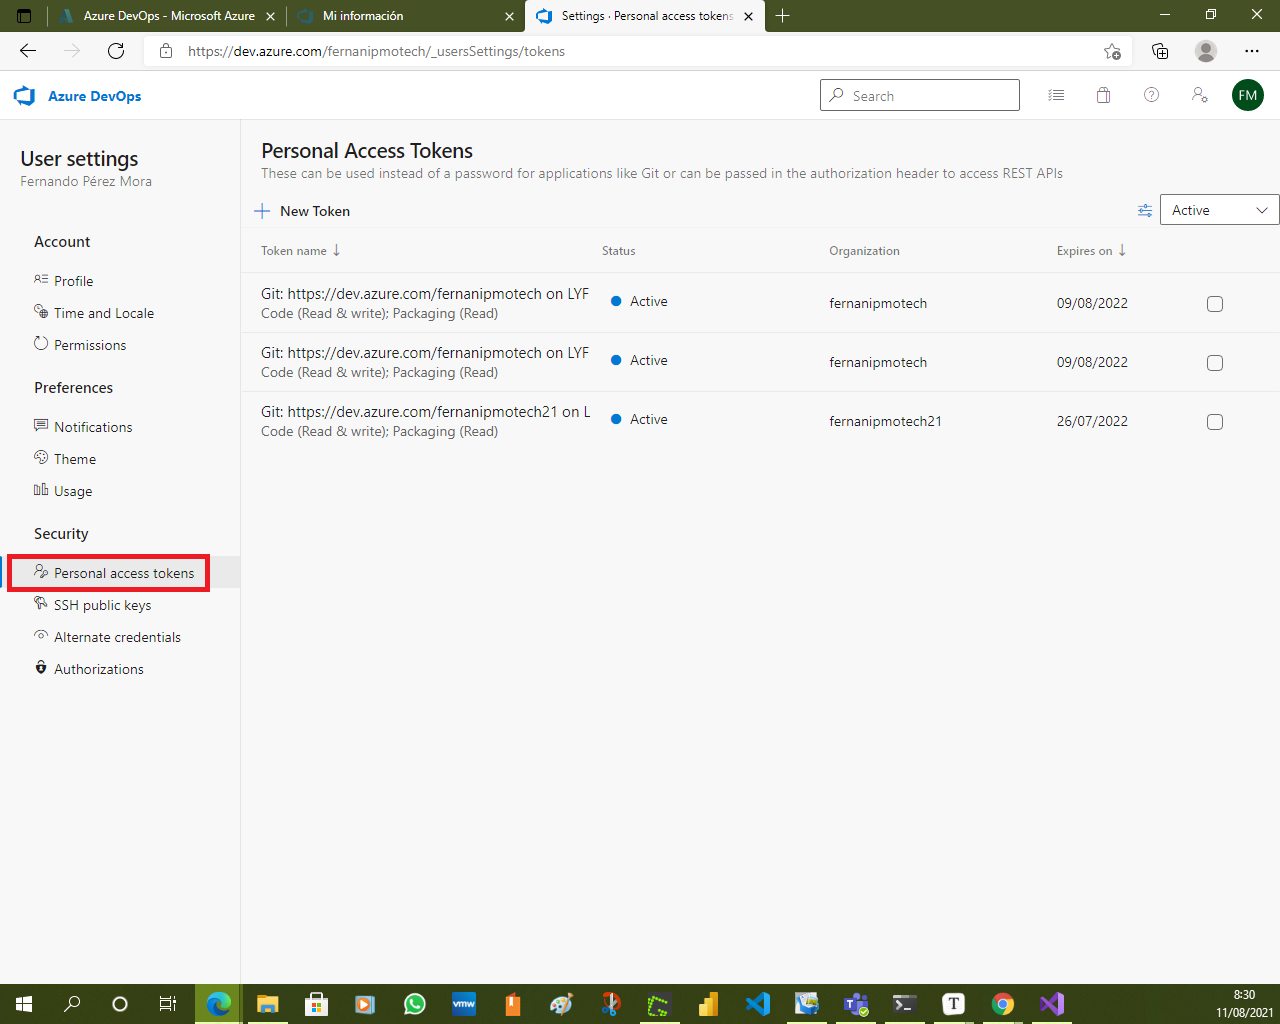 Azure DevOps - Microsoft Azure
Mi información
Settings · Personal access tokens
https://dev.azure.com/fernanipmotech/_usersSettings/tokens
Azure DevOps
Search
FM
User settings
Fernando Pérez Mora
Account
Profile
Time and Locale
Permissions
Preferences
Notifications
Theme
Usage
Security
Personal access tokens
SSH public keys
Alternate credentials
Authorizations
Personal Access Tokens
These can be used instead of a password for applications like Git or can be passed in the authorization header to access REST APIs
New Token
Active
Token name ↓ Status Organization Expires on ↓
Git: https://dev.azure.com/fernanipmotech on LYF
Code (Read & write); Packaging (Read)
Active fernanipmotech 09/08/2022
Git: https://dev.azure.com/fernanipmotech on LYF
Code (Read & write); Packaging (Read)
Active fernanipmotech 09/08/2022
Git: https://dev.azure.com/fernanipmotech21 on L
Code (Read & write); Packaging (Read)
Active fernanipmotech21 26/07/2022
vmw
T
8:30
11/08/2021